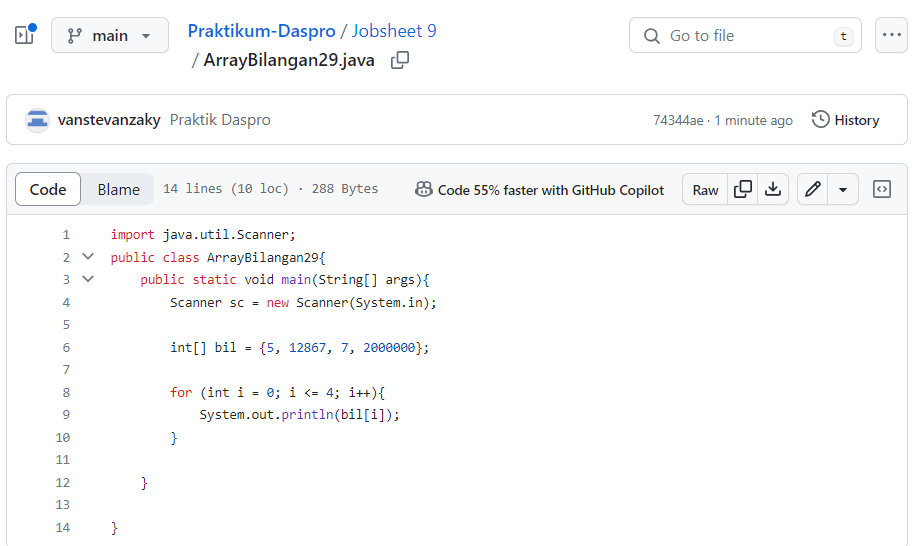 main
Praktikum-Daspro / Jobsheet 9
/ ArrayBilangan29.java
Go to file
t
vanstevanzaky Praktik Daspro
74344ae · 1 minute ago
History
Code
Blame
14 lines (10 loc) · 288 Bytes
Code 55% faster with GitHub Copilot
Raw
1 import java.util.Scanner;
2 public class ArrayBilangan29{
3     public static void main(String[] args){
4         Scanner sc = new Scanner(System.in);
5
6         int[] bil = {5, 12867, 7, 2000000};
7
8         for (int i = 0; i <= 4; i++){
9             System.out.println(bil[i]);
10         }
11
12     }
13
14 }